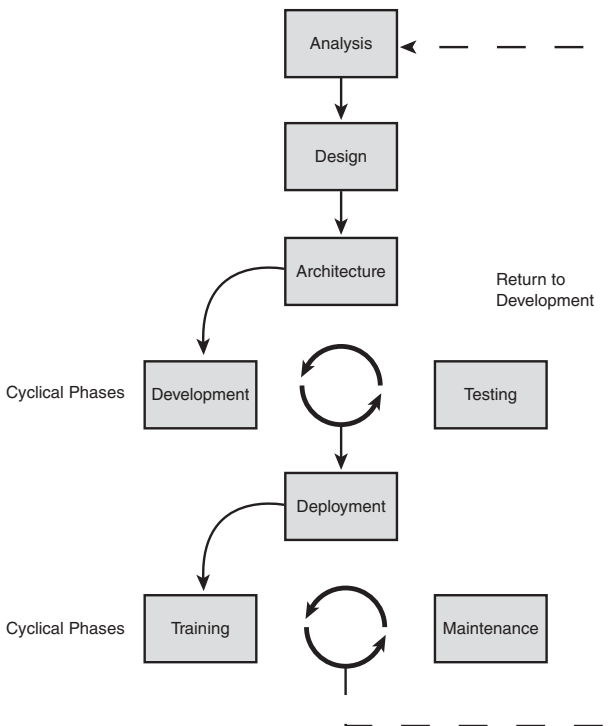 Analysis
Design
Architecture
Return to
Development
Cyclical Phases
Development
Testing
Deployment
Cyclical Phases
Training
Maintenance